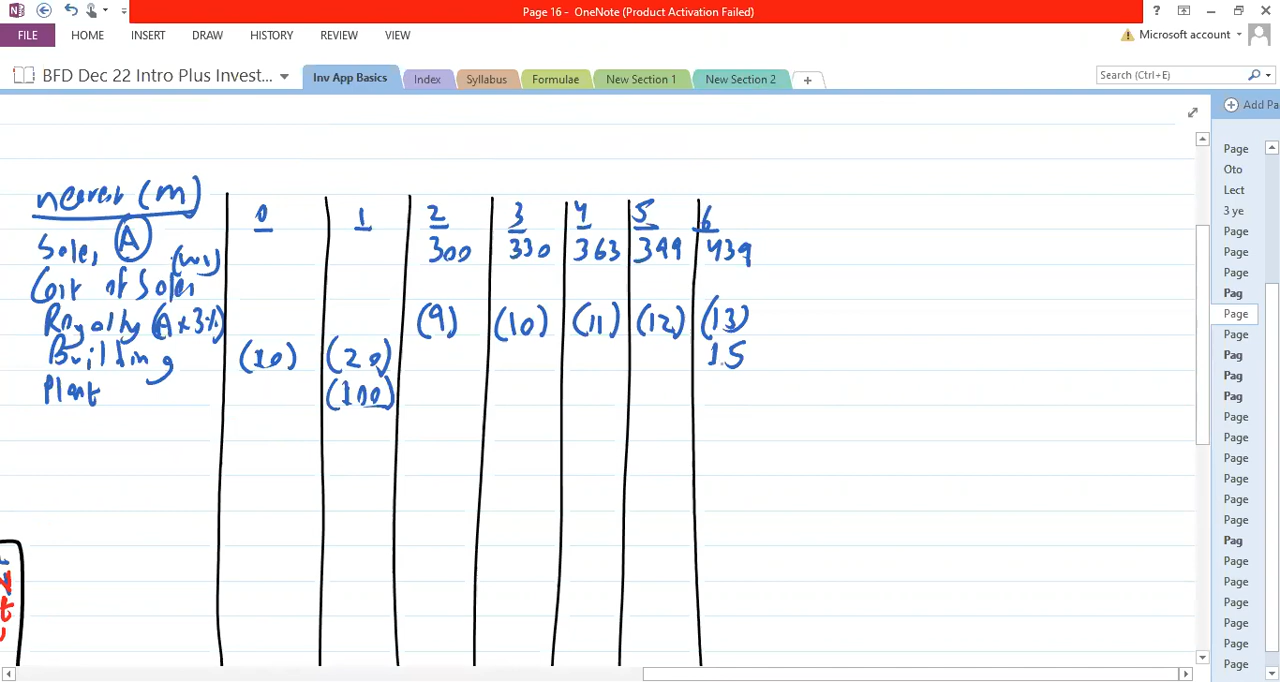 Page 16 - OneNote (Product Activation Failed)
FILE HOME INSERT DRAW HISTORY REVIEW VIEW
Microsoft account
BFD Dec 22 Intro Plus Invest... Inv App Basics Index Syllabus Formulae New Section 1 New Section 2
Search (Ctrl+E)
Add Pa
nearest (m) 0 1 2 3 4 5 6
Sales A 300 330 363 399 439
Cost of Sales (W1)
Royalty (A x 3%) (9) (10) (11) (12) (13)
Building (10) (20) 15
Plant (100)
Page
Oto
Lect
3 ye
Page
Page
Page
Pag
Page
Page
Pag
Pag
Pag
Page
Page
Page
Page
Page
Page
Pag
Page
Page
Page
Page
Page
Page